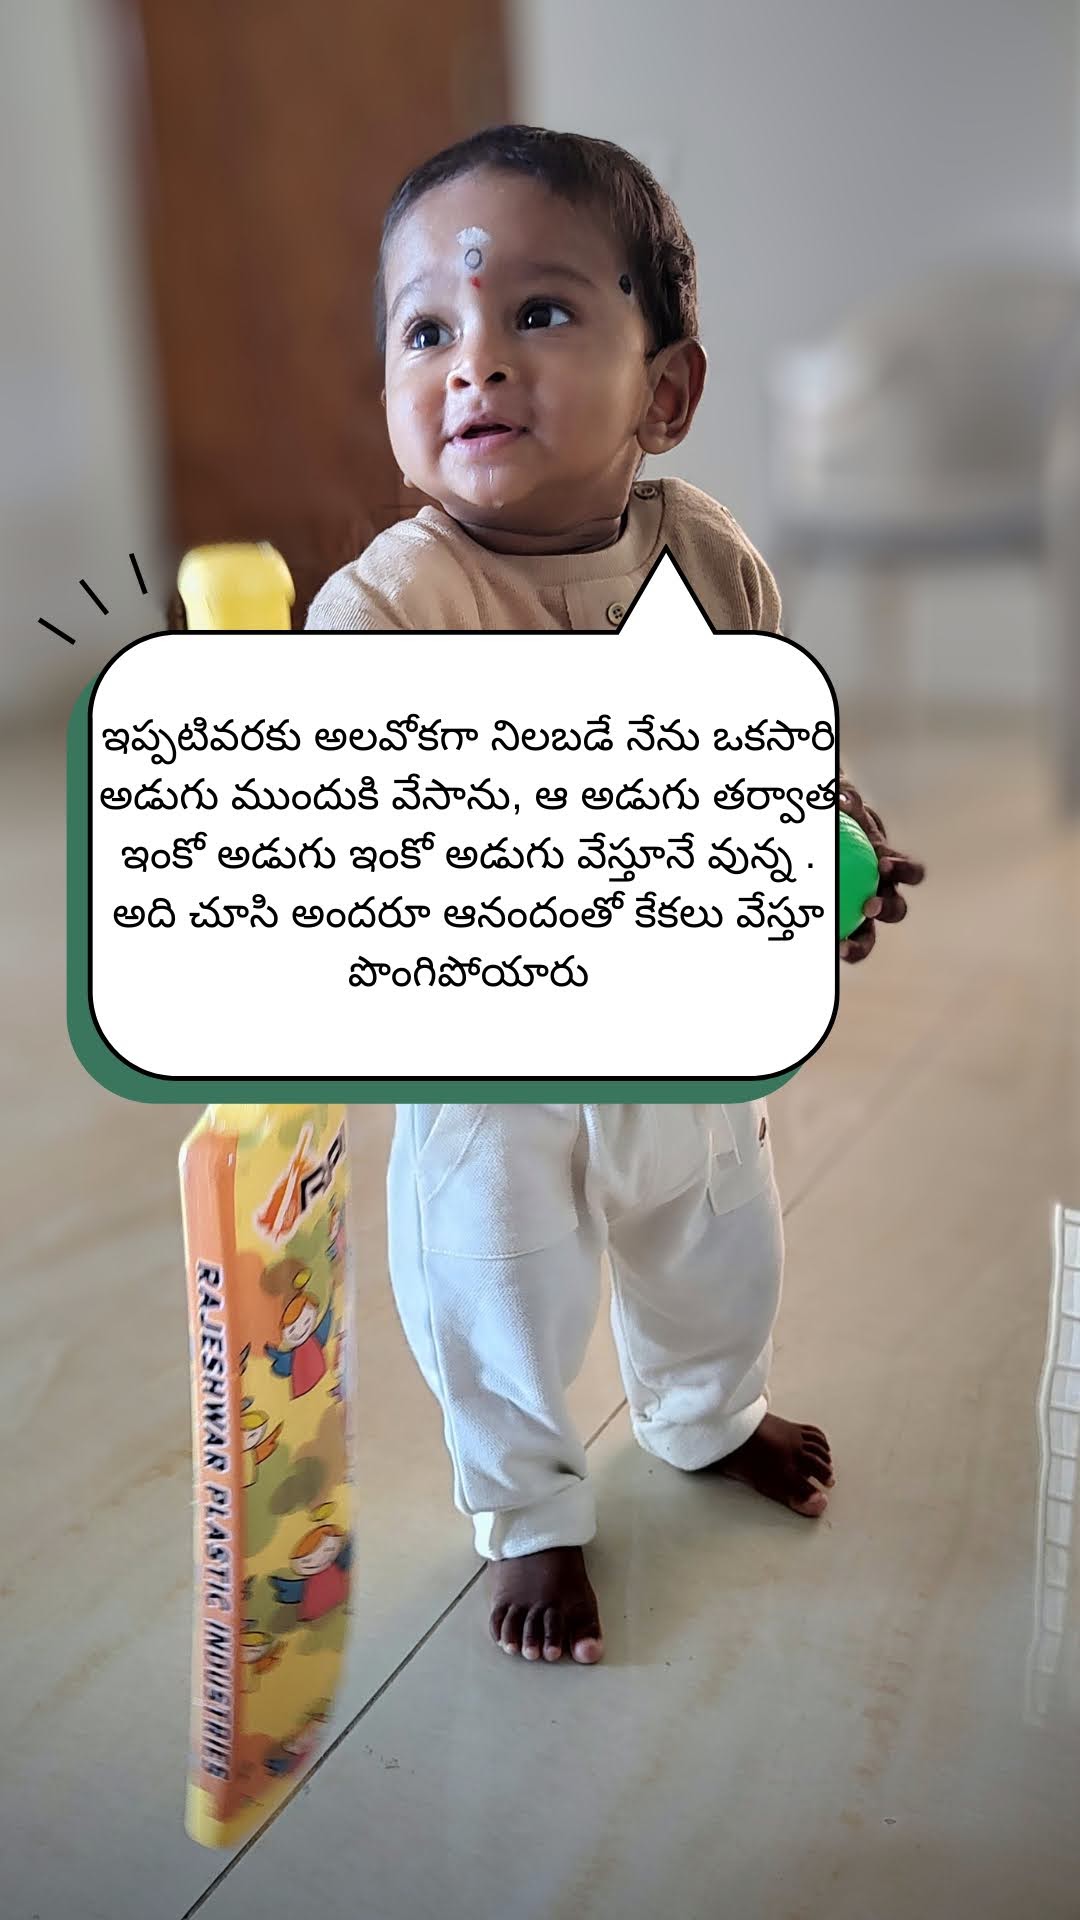 ఇప్పటివరకు అలవోకగా నిలబడే నేను ఒకసారి
అడుగు ముందుకి వేసాను, ఆ అడుగు తర్వాత
ఇంకో అడుగు ఇంకో అడుగు వేస్తూనే వున్న .
అది చూసి అందరూ ఆనందంతో కేకలు వేస్తూ
పొంగిపోయారు
RAJESHWAR PLASTIC INDUSTRIES